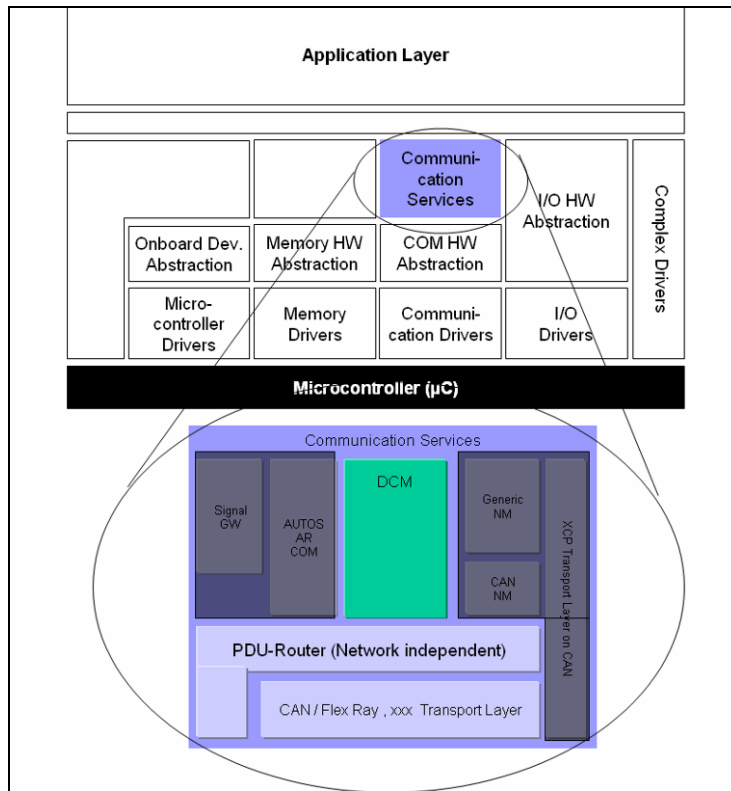 Application Layer
Communi-
cation
Services
I/O HW
Abstraction
Complex Drivers
Onboard Dev.
Abstraction
Memory HW
Abstraction
COM HW
Abstraction
Micro-
controller
Drivers
Memory
Drivers
Communi-
cation Drivers
I/O
Drivers
Microcontroller (µC)
Communication Services
Signal
GW
AUTOS
AR
COM
DCM
Generic
NM
CAN
NM
XCP Transport Layer on CAN
PDU-Router (Network independent)
CAN / Flex Ray , xxx Transport Layer